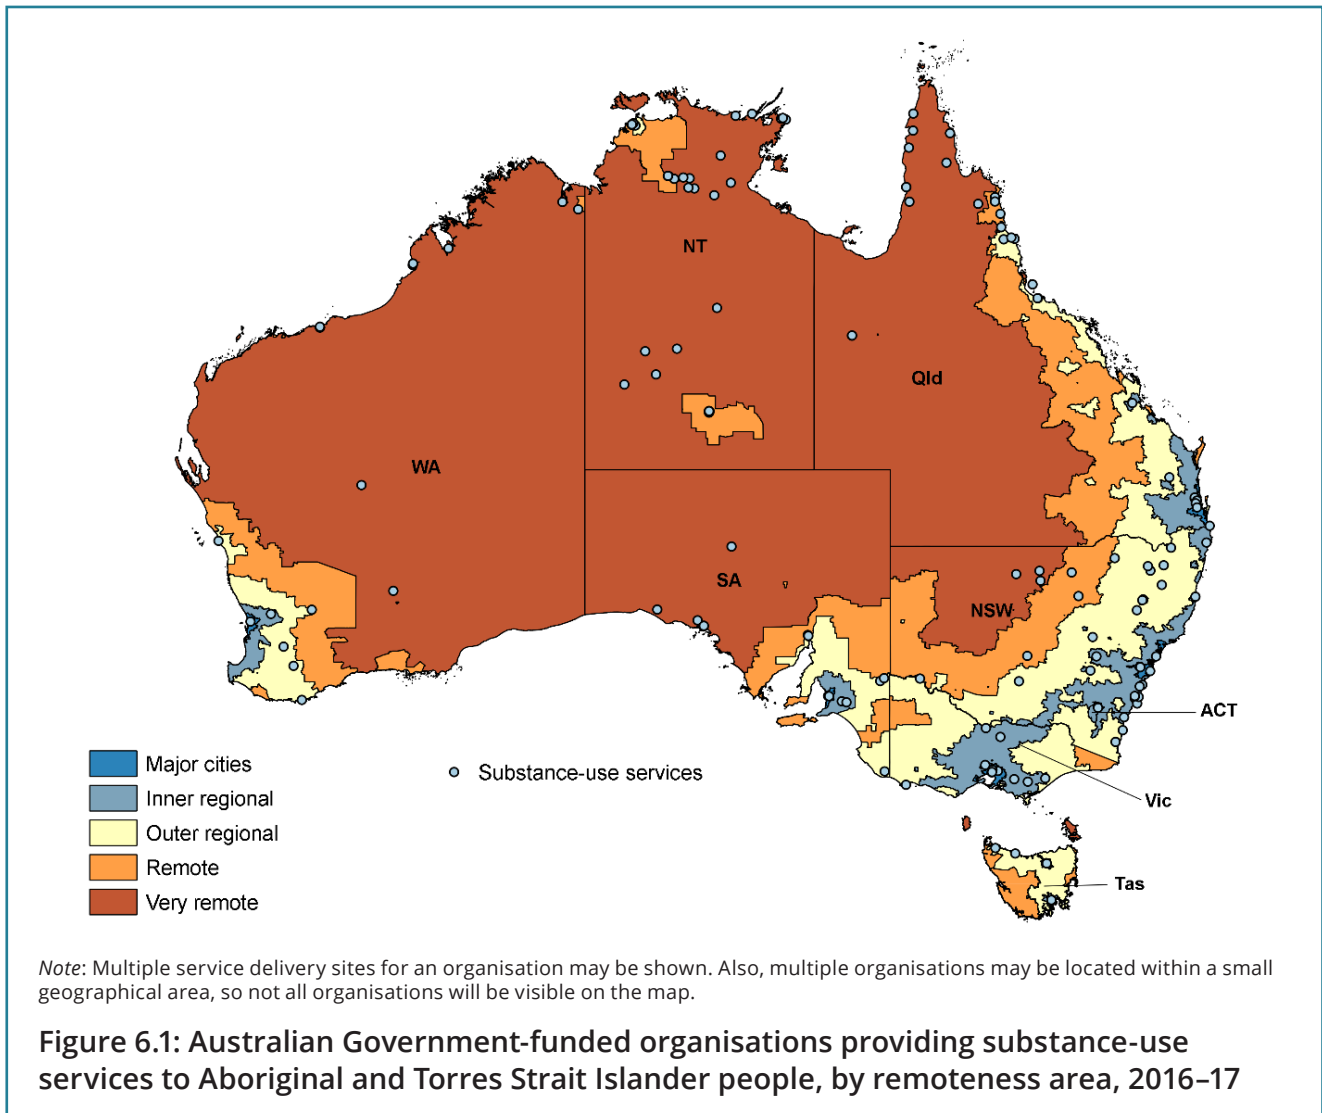 NT
Qld
WA
SA
NSW
ACT
Vic
Tas
Major cities
Inner regional
Outer regional
Remote
Very remote
Substance-use services
Note: Multiple service delivery sites for an organisation may be shown. Also, multiple organisations may be located within a small
geographical area, so not all organisations will be visible on the map.
Figure 6.1: Australian Government-funded organisations providing substance-use
services to Aboriginal and Torres Strait Islander people, by remoteness area, 2016–17